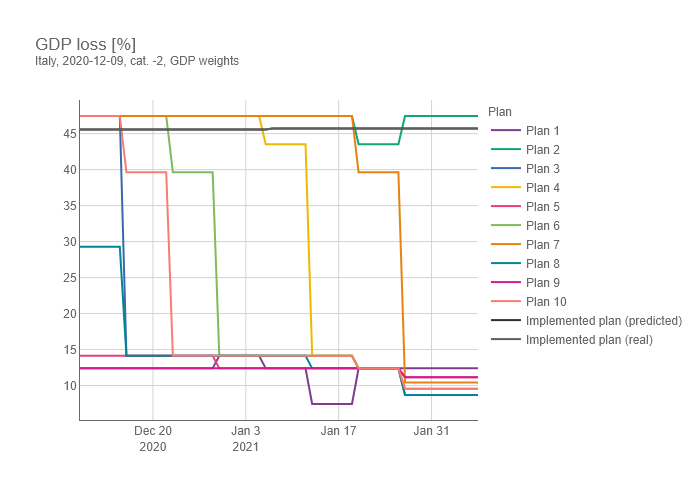 GDP loss [%]
Italy, 2020-12-09, cat. -2, GDP weights
45
40
35
30
25
20
15
10
Dec 20
2020
Jan 3
2021
Jan 17
Jan 31
Plan
Plan 1
Plan 2
Plan 3
Plan 4
Plan 5
Plan 6
Plan 7
Plan 8
Plan 9
Plan 10
Implemented plan (predicted)
Implemented plan (real)